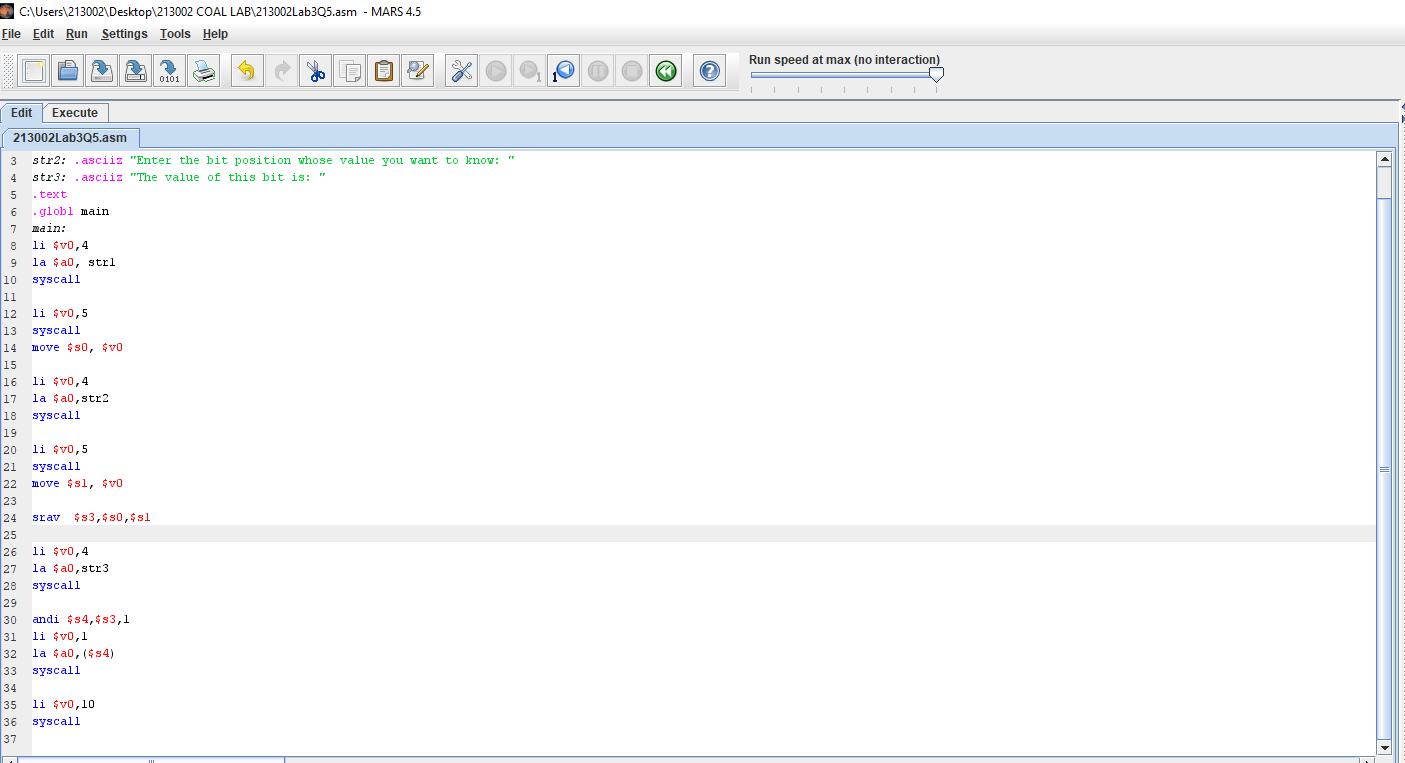 C:\Users\213002\Desktop\213002 COAL LAB\213002Lab3Q5.asm - MARS 4.5
File Edit Run Settings Tools Help
Run speed at max (no interaction)
0101
1
1
Edit Execute
213002Lab3Q5.asm
3 str2: .asciiz "Enter the bit position whose value you want to know: "
4 str3: .asciiz "The value of this bit is: "
5 .text
6 .globl main
7 main:
8 li $v0,4
9 la $a0, str1
10 syscall
11
12 li $v0,5
13 syscall
14 move $s0, $v0
15
16 li $v0,4
17 la $a0,str2
18 syscall
19
20 li $v0,5
21 syscall
22 move $s1, $v0
23
24 srav  $s3,$s0,$s1
25
26 li $v0,4
27 la $a0,str3
28 syscall
29
30 andi $s4,$s3,1
31 li $v0,1
32 la $a0,($s4)
33 syscall
34
35 li $v0,10
36 syscall
37